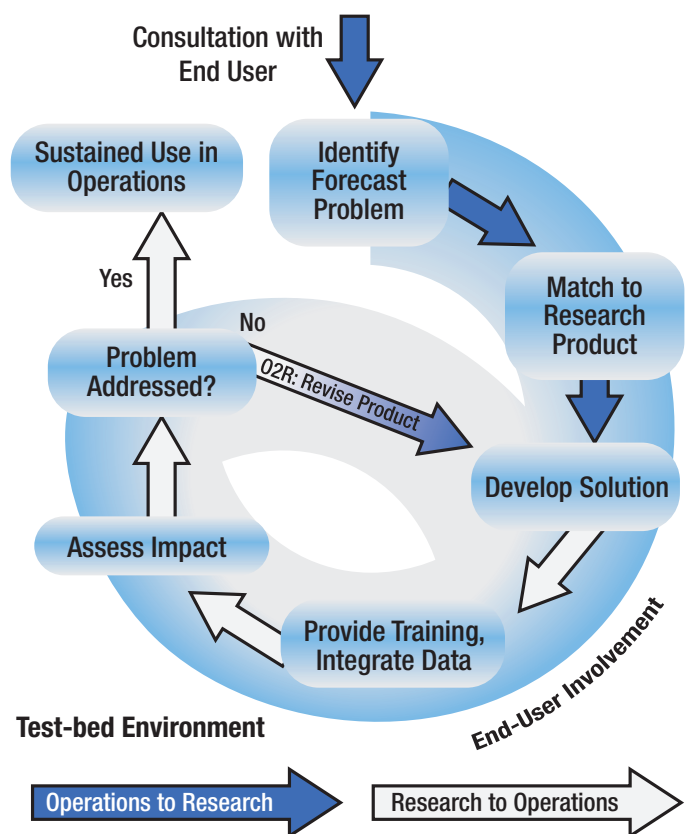 Consultation with
End User
Identify
Forecast
Problem
Sustained Use in
Operations
Match to
Research
Product
Yes
No
Problem
Addressed?
O2R: Revise Product
Develop Solution
Assess Impact
Provide Training,
Integrate Data
End-User Involvement
Test-bed Environment
Operations to Research
Research to Operations